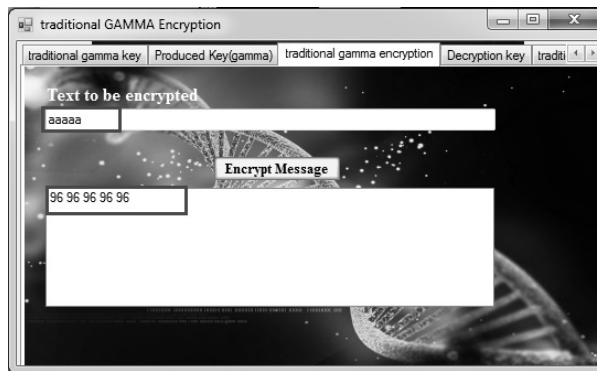 traditional GAMMA Encryption
traditional gamma key Produced Key(gamma) traditional gamma encryption Decryption key traditi
Text to be encrypted
aaaaa
Encrypt Message
96 96 96 96 96